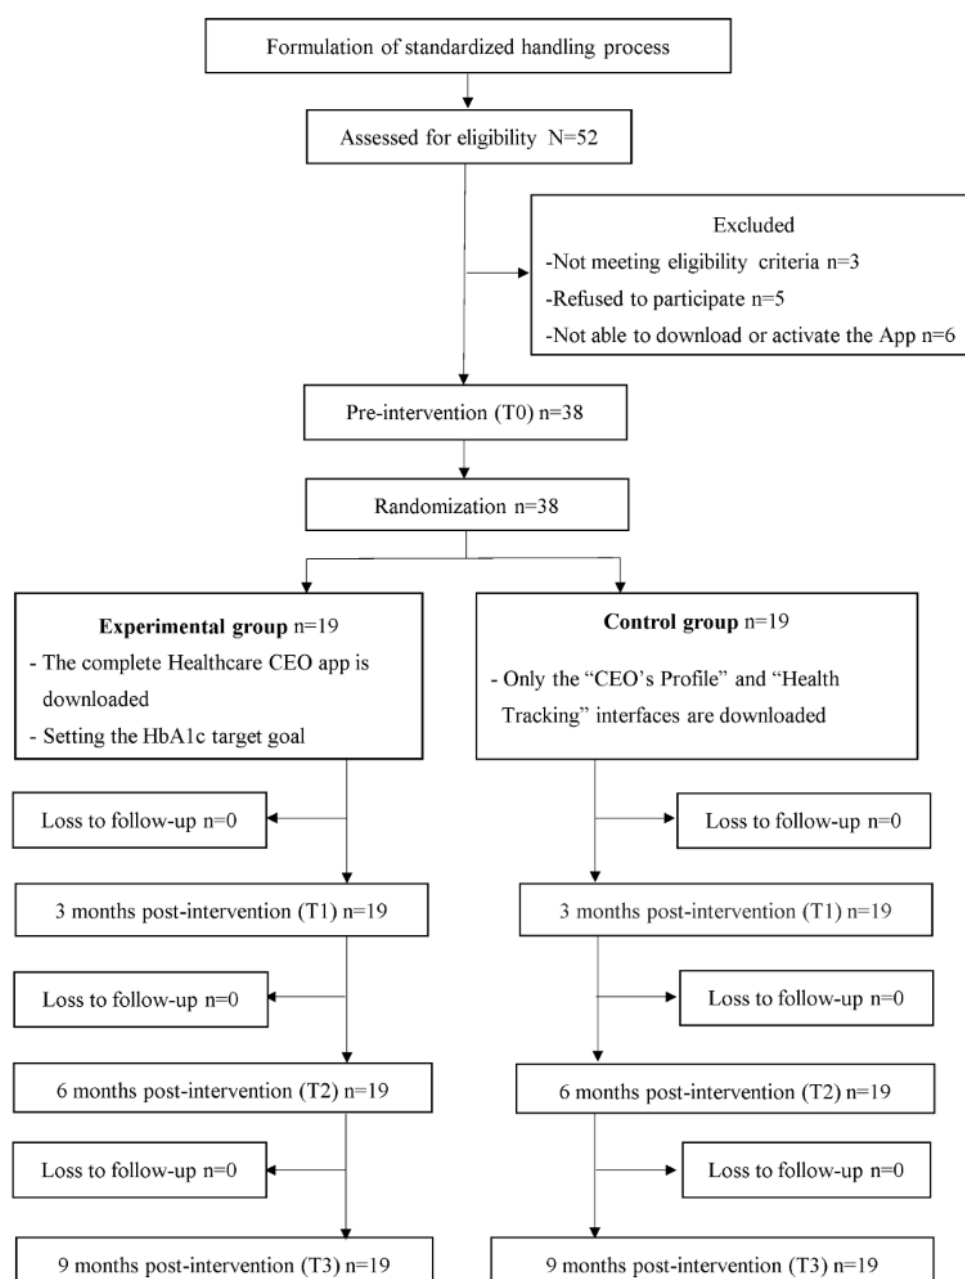 Formulation of standardized handling process
Assessed for eligibility N=52
Excluded
-Not meeting eligibility criteria n=3
-Refused to participate n=5
-Not able to download or activate the App n=6
Pre-intervention (T0) n=38
Randomization n=38
Experimental group n=19
- The complete Healthcare CEO app is
downloaded
- Setting the HbA1c target goal
Control group n=19
- Only the “CEO’s Profile” and “Health
Tracking” interfaces are downloaded
Loss to follow-up n=0
Loss to follow-up n=0
3 months post-intervention (T1) n=19
3 months post-intervention (T1) n=19
Loss to follow-up n=0
Loss to follow-up n=0
6 months post-intervention (T2) n=19
6 months post-intervention (T2) n=19
Loss to follow-up n=0
Loss to follow-up n=0
9 months post-intervention (T3) n=19
9 months post-intervention (T3) n=19